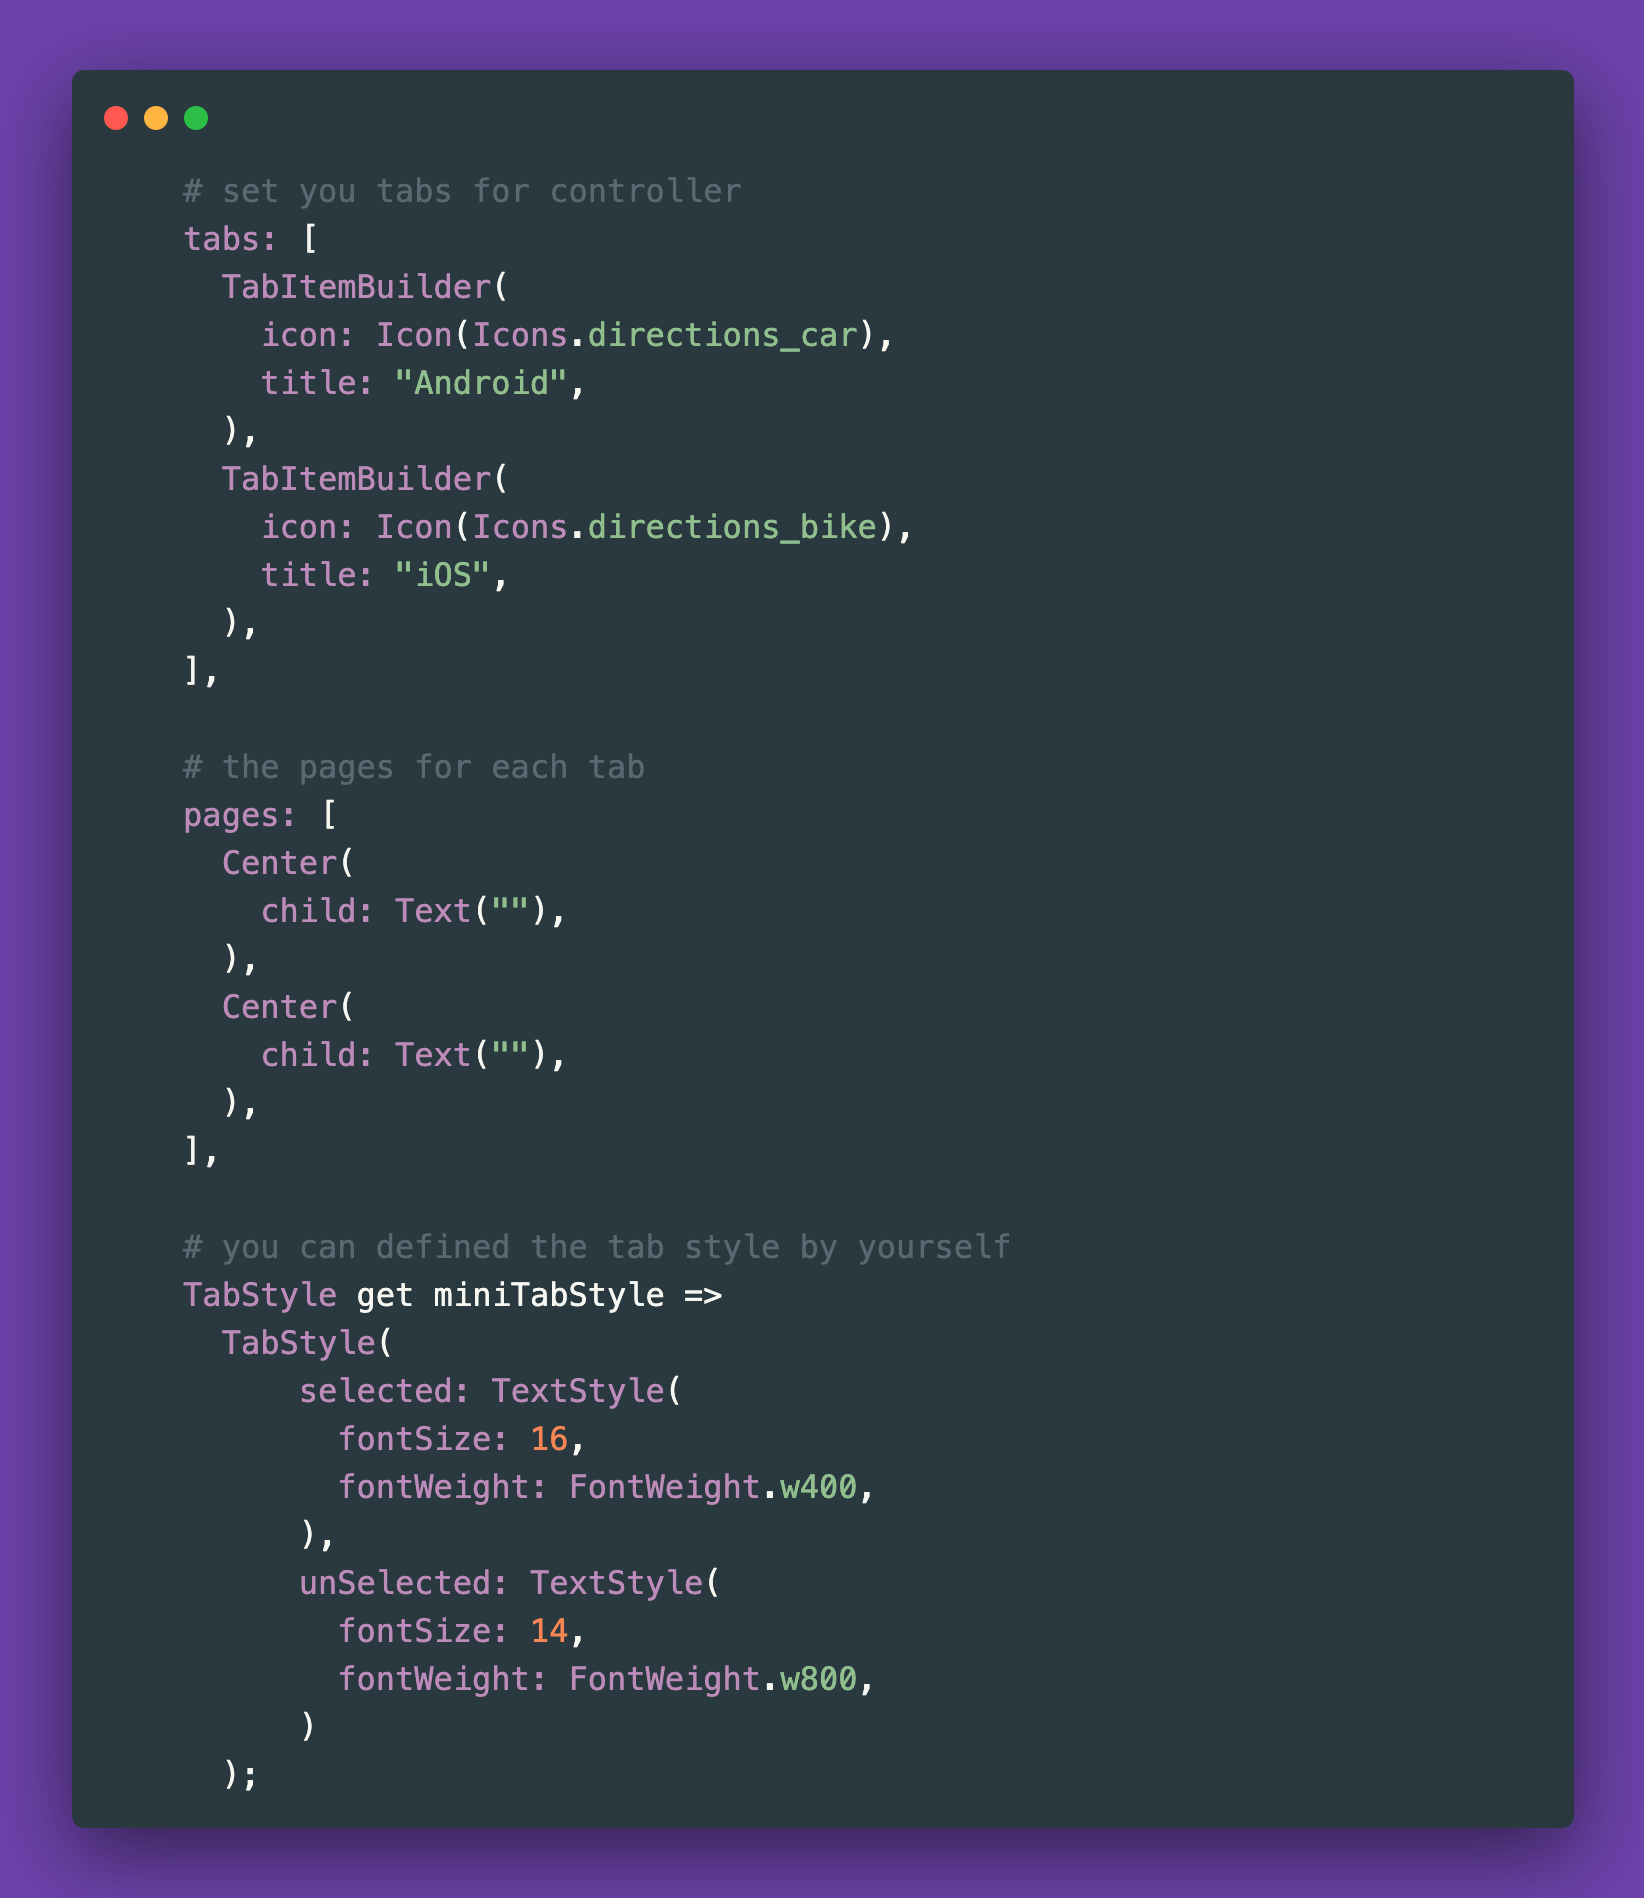 # set you tabs for controller
tabs: [
  TabItemBuilder(
    icon: Icon(Icons.directions_car),
    title: "Android",
  ),
  TabItemBuilder(
    icon: Icon(Icons.directions_bike),
    title: "iOS",
  ),
],

# the pages for each tab
pages: [
  Center(
    child: Text(""),
  ),
  Center(
    child: Text(""),
  ),
],

# you can defined the tab style by yourself
TabStyle get miniTabStyle =>
  TabStyle(
      selected: TextStyle(
        fontSize: 16,
        fontWeight: FontWeight.w400,
      ),
      unSelected: TextStyle(
        fontSize: 14,
        fontWeight: FontWeight.w800,
      )
  );